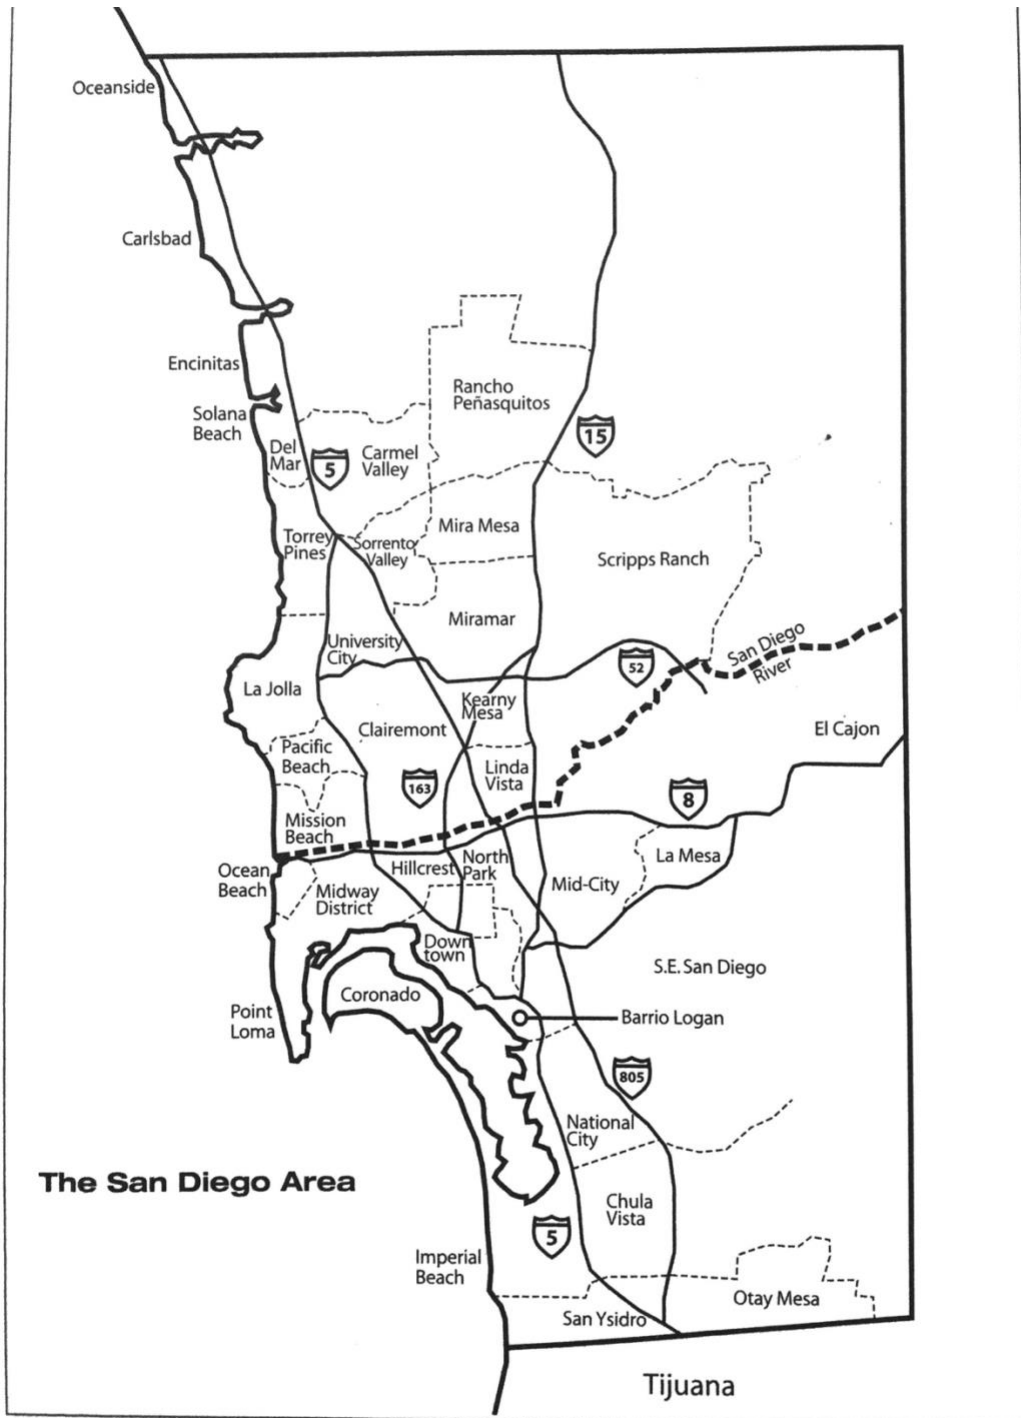 Oceanside
Carlsbad
Encinitas
Solana
Beach
Rancho
Peñasquitos
15
Del
Mar
5
Carmel
Valley
Mira Mesa
Torrey
Pines
Sorrento
Valley
Scripps Ranch
Miramar
University
City
San Diego
River
52
La Jolla
Kearny
Mesa
Clairemont
El Cajon
Pacific
Beach
Linda
Vista
163
8
Mission
Beach
Ocean
Beach
Hillcrest
North
Park
La Mesa
Midway
District
Mid-City
Down
town
S.E. San Diego
Coronado
Point
Loma
Barrio Logan
805
National
City
The San Diego Area
Chula
Vista
5
Imperial
Beach
Otay Mesa
San Ysidro
Tijuana